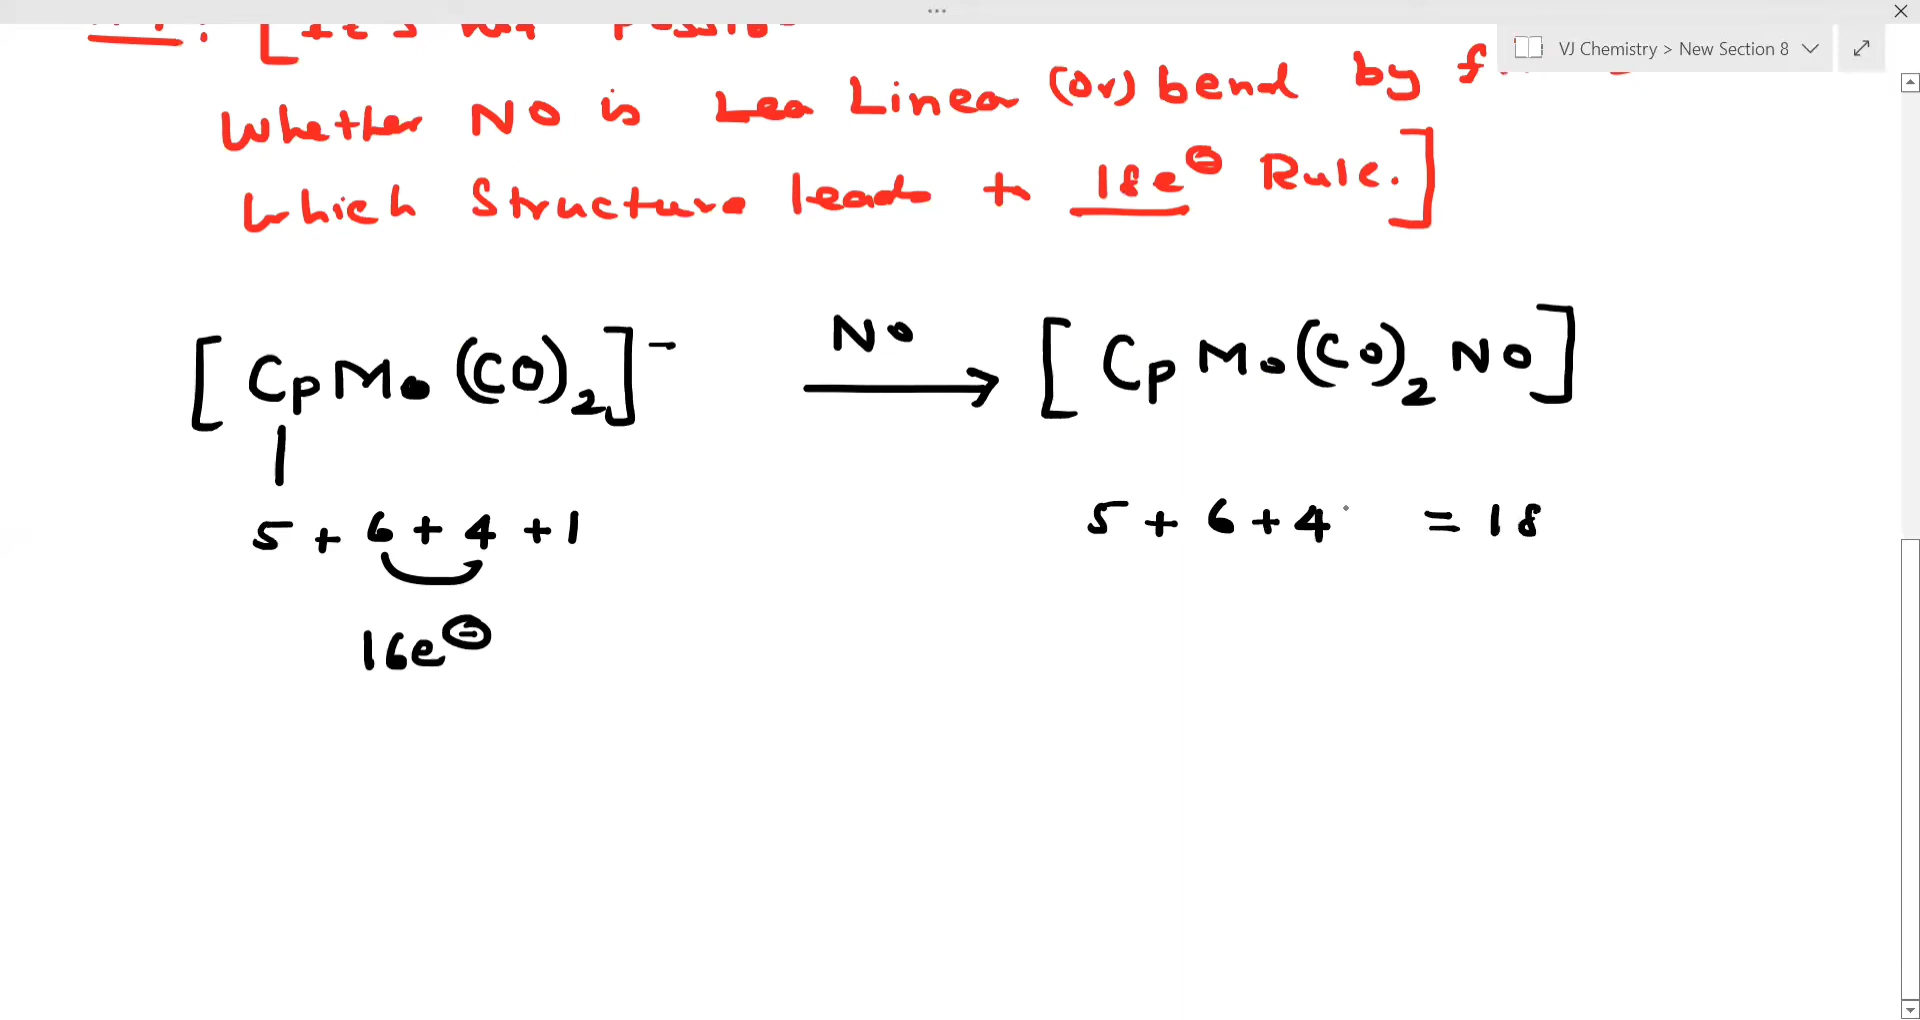 VJ Chemistry > New Section 8
Whether NO is Lea Linear (or) bend by
Which Structure leads to 18e⊖ Rule.]
[CpMo(CO)₂]⁻ NO [CpMo(CO)₂NO]
5 + 6 + 4 + 1 5 + 6 + 4 = 18
16e⊖